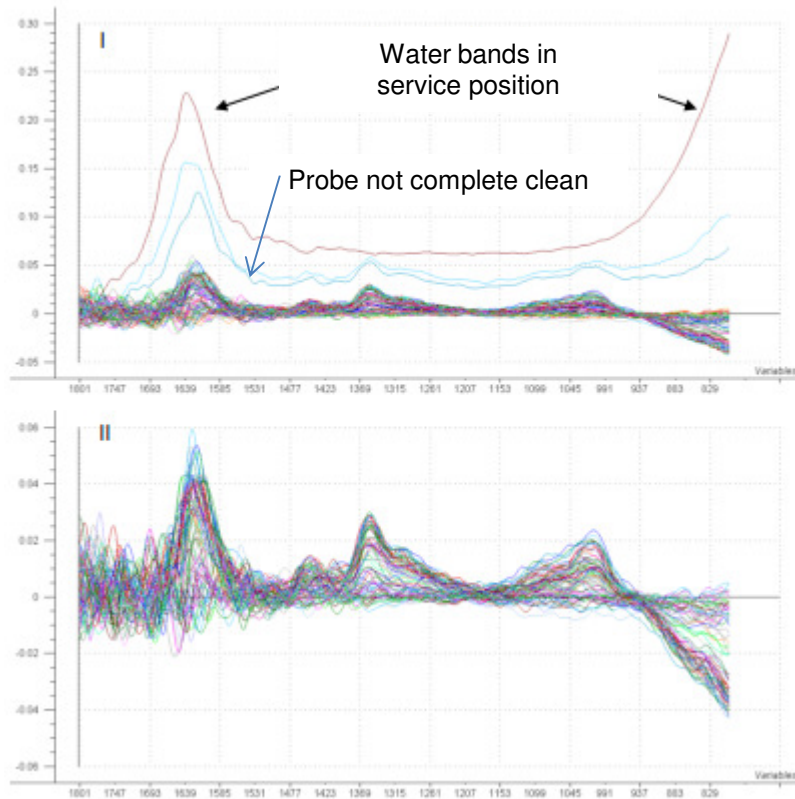 I
Water bands in
service position
Probe not complete clean
0.30
0.25
0.20
0.15
0.10
0.05
0
-0.05
Variables
1801 1747 1693 1639 1585 1531 1477 1423 1369 1315 1261 1207 1153 1099 1045 991 937 883 829
II
0.06
0.04
0.02
0
-0.02
-0.04
-0.06
Variables
1801 1747 1693 1639 1585 1531 1477 1423 1369 1315 1261 1207 1153 1099 1045 991 937 883 829